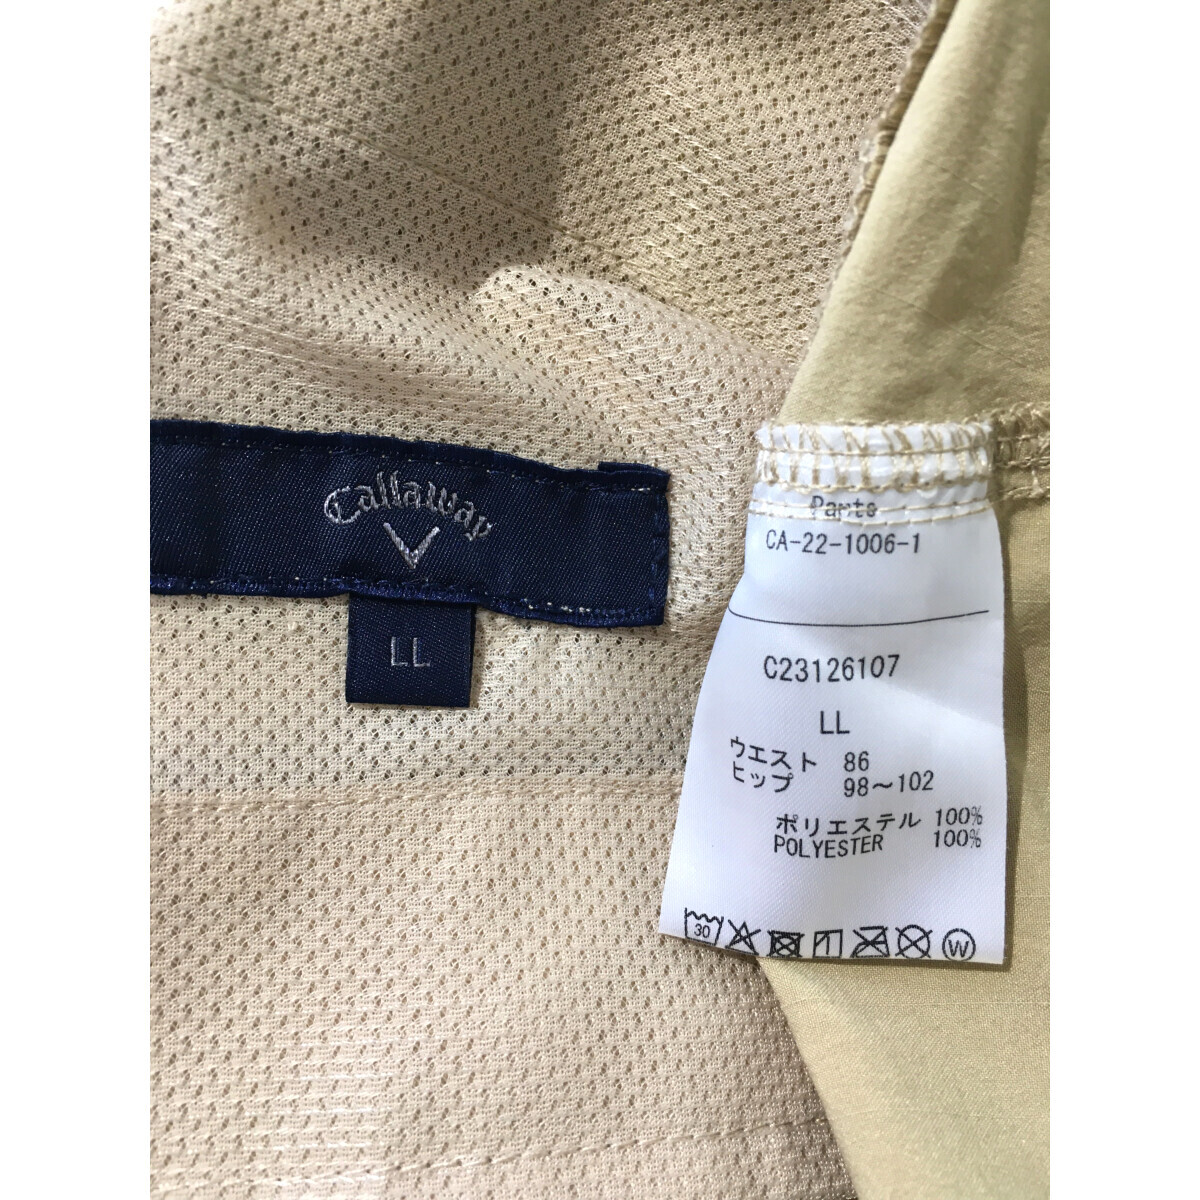 Callaway
LL
Parts
CA-22-1006-1
C23126107
LL
ウエスト 86
ヒップ 98～102
ポリエステル 100%
POLYESTER 100%
30
W